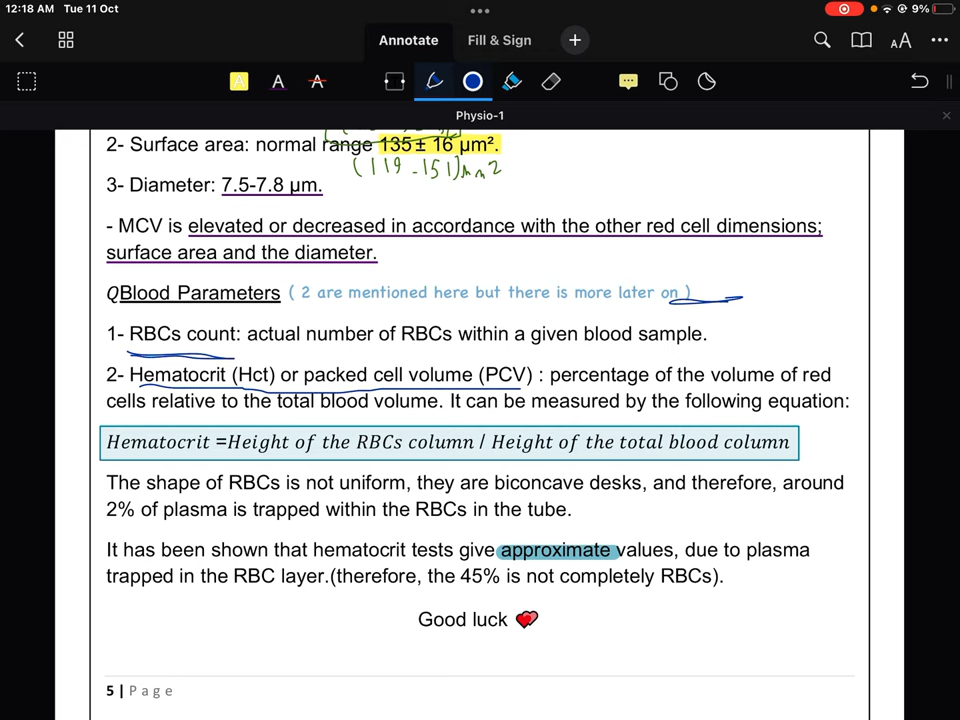 12:18 AM Tue 11 Oct
9%
Annotate
Fill & Sign
Physio-1
2- Surface area: normal range 135± 16 µm².
(119 - 151)
3- Diameter: 7.5-7.8 µm.
- MCV is elevated or decreased in accordance with the other red cell dimensions;
surface area and the diameter.
QBlood Parameters ( 2 are mentioned here but there is more later on )
1- RBCs count: actual number of RBCs within a given blood sample.
2- Hematocrit (Hct) or packed cell volume (PCV) : percentage of the volume of red
cells relative to the total blood volume. It can be measured by the following equation:
Hematocrit =Height of the RBCs column / Height of the total blood column
The shape of RBCs is not uniform, they are biconcave desks, and therefore, around
2% of plasma is trapped within the RBCs in the tube.
It has been shown that hematocrit tests give approximate values, due to plasma
trapped in the RBC layer.(therefore, the 45% is not completely RBCs).
Good luck
5 | Page